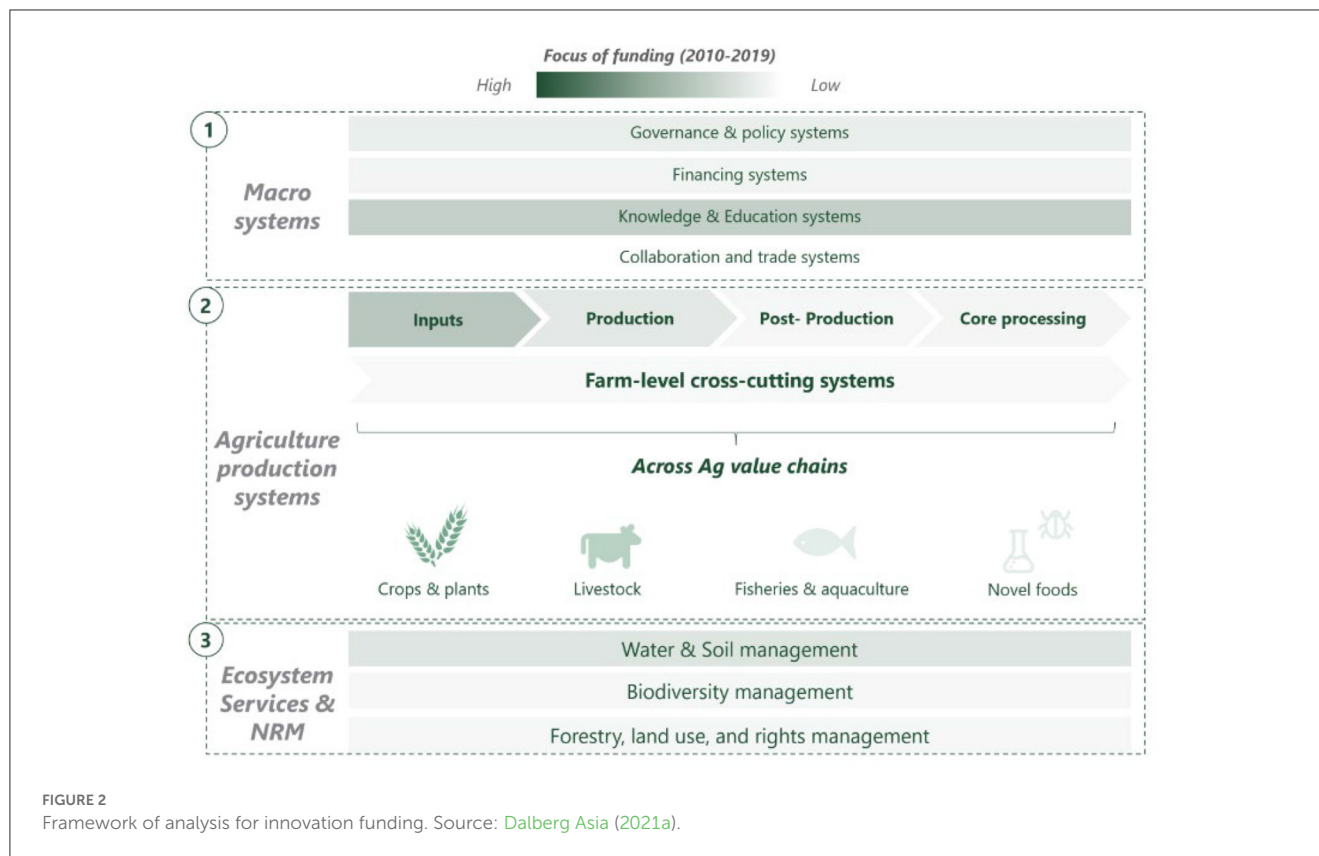 Focus of funding (2010-2019)
High
Low
1
Macro
systems
Governance & policy systems
Financing systems
Knowledge & Education systems
Collaboration and trade systems
2
Agriculture
production
systems
Inputs
Production
Post- Production
Core processing
Farm-level cross-cutting systems
Across Ag value chains
Crops & plants
Livestock
Fisheries & aquaculture
Novel foods
3
Ecosystem
Services &
NRM
Water & Soil management
Biodiversity management
Forestry, land use, and rights management
FIGURE 2
Framework of analysis for innovation funding. Source: Dalberg Asia (2021a).